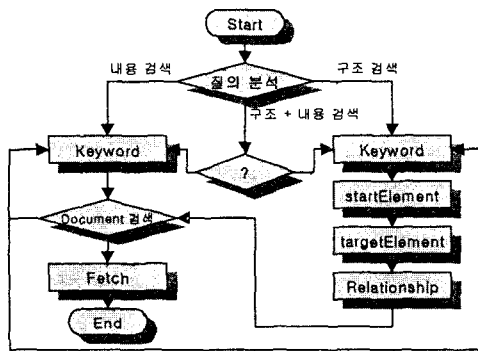 Start
내용 검색
질의 분석
구조 검색
구조 + 내용 검색
Keyword
?
Keyword
startElement
Document 검색
targetElement
Fetch
Relationship
End